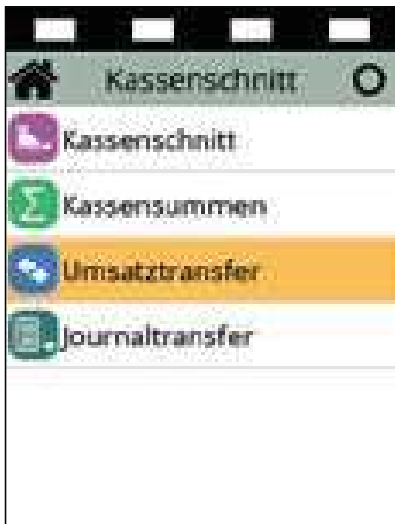 Kassenschnitt
Kassenschnitt
Kassensummen
Umsatztransfer
Journaltransfer